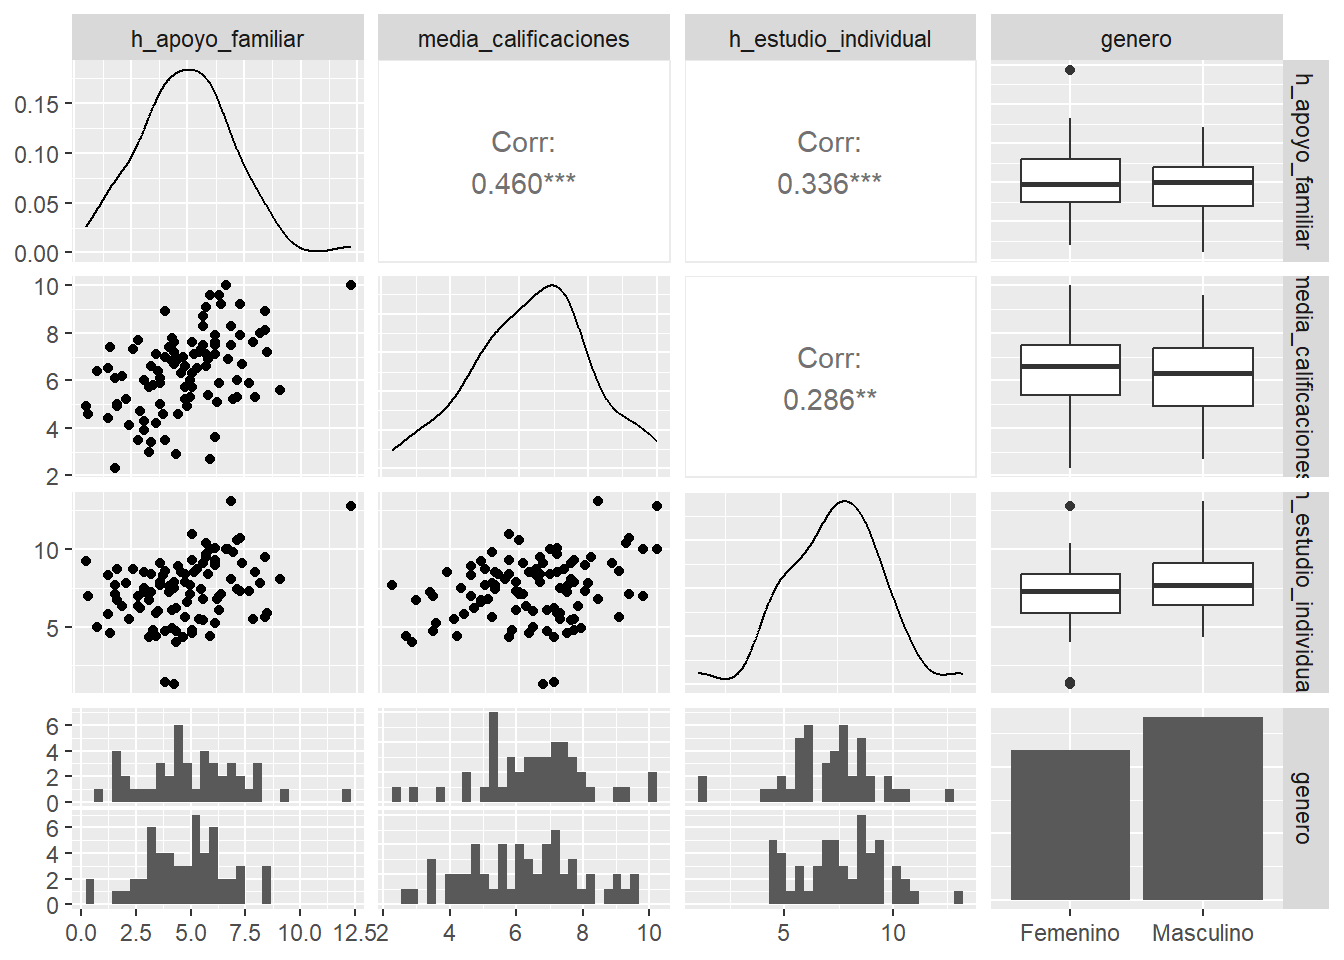 h_apoyo_familiar
media_calificaciones
h_estudio_individual
genero
0.15
0.10
0.05
0.00
Corr:
0.460***
Corr:
0.336***
h_apoyo_familiar
10
8
6
4
2
Corr:
0.286**
media_calificaciones
10
5
h_estudio_individua
6
4
2
0
6
4
2
0
genero
0.0
2.5
5.0
7.5
10.0
12.5
2
4
6
8
10
5
10
Femenino
Masculino